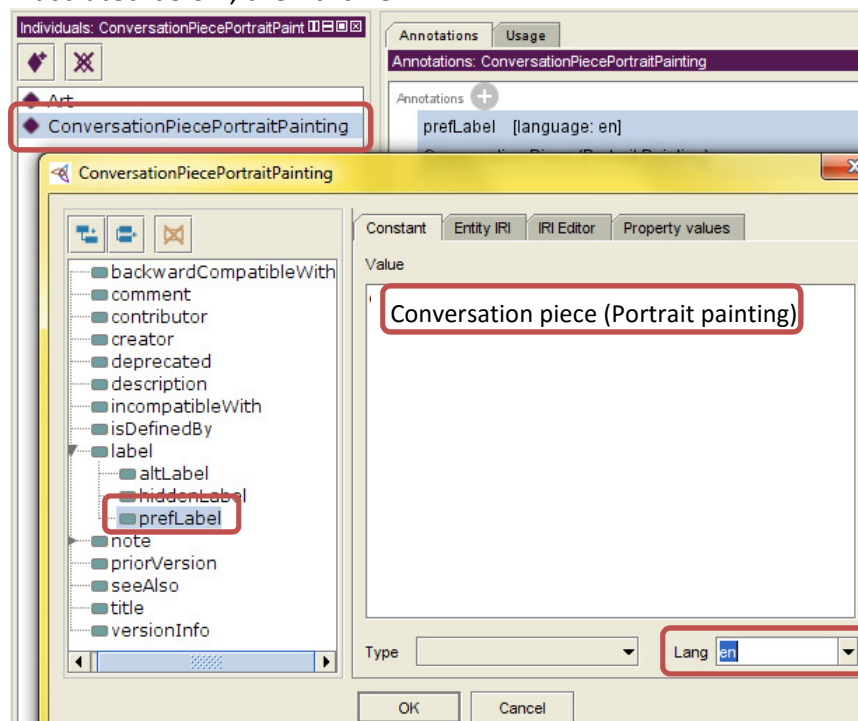 Individuals: ConversationPiecePortraitPaint
Art
ConversationPiecePortraitPainting
Annotations Usage
Annotations: ConversationPiecePortraitPainting
Annotations
prefLabel [language: en]
ConversationPiecePortraitPainting
backwardCompatibleWith
comment
contributor
creator
deprecated
description
incompatibleWith
isDefinedBy
label
altLabel
hiddenLabel
prefLabel
note
priorVersion
seeAlso
title
versionInfo
Constant Entity IRI IRI Editor Property values
Value
Conversation piece (Portrait painting)
Type
Lang en
OK Cancel